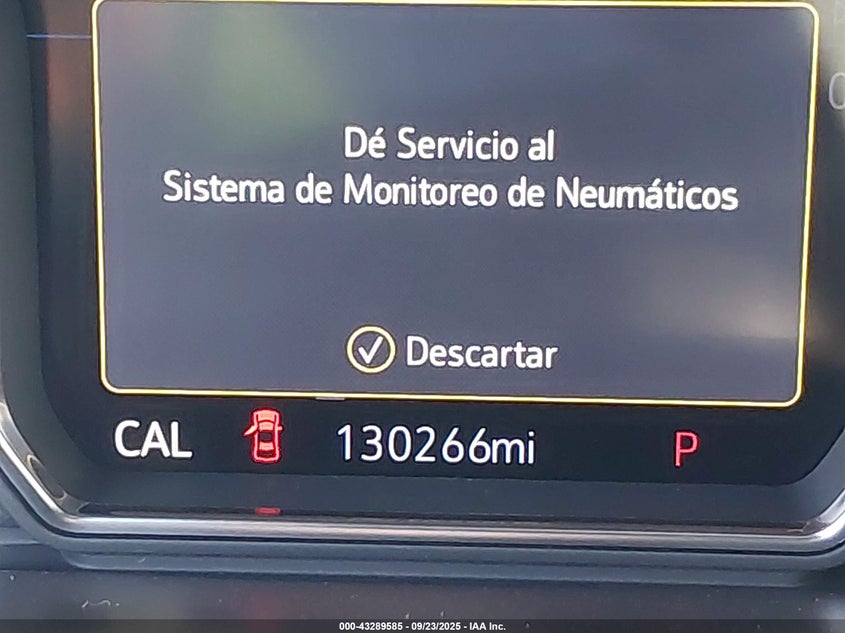 Dé Servicio al
Sistema de Monitoreo de Neumáticos
Descartar
CAL 130266mi P
000-43289585 - 09/23/2025 - IAA Inc.